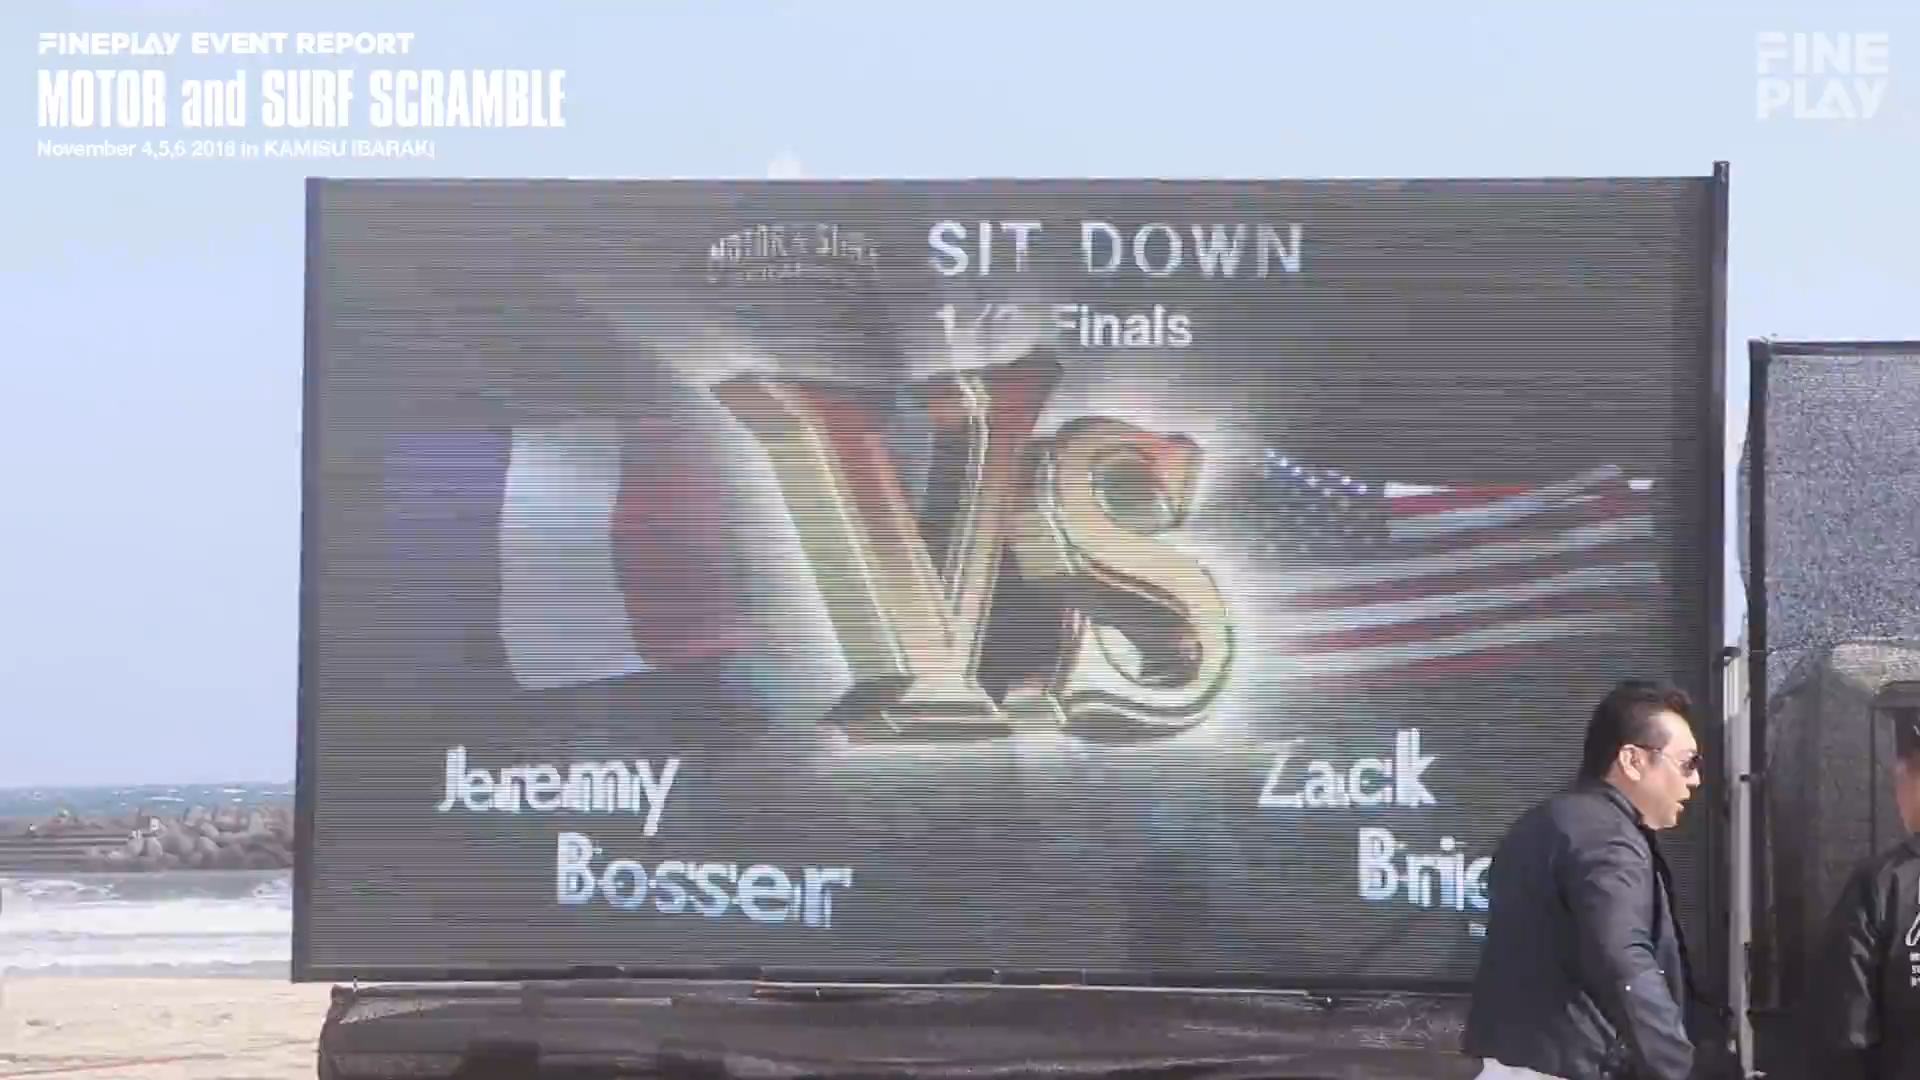 FINEPLAY EVENT REPORT
MOTOR and SURF SCRAMBLE
November 4,5,6 2016 in KAMISU IBARAKI
FINE
PLAY
SIT DOWN
Finals
VS
Jeremy
Bosser
Zack